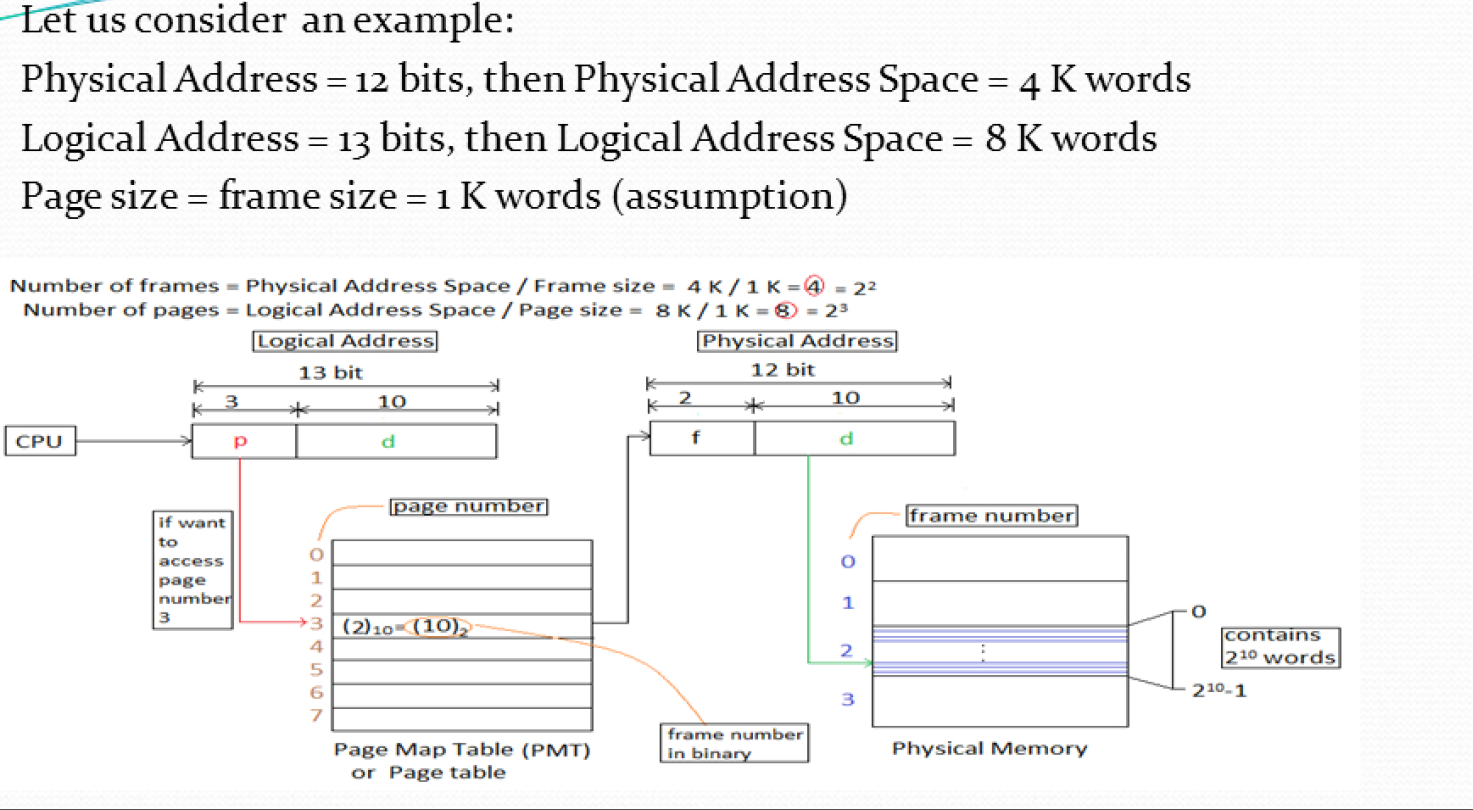 Let us consider an example:
Physical Address = 12 bits, then Physical Address Space = 4 K words
Logical Address = 13 bits, then Logical Address Space = 8 K words
Page size = frame size = 1 K words (assumption)
Number of frames = Physical Address Space / Frame size = 4 K / 1 K = 4 = 2²
Number of pages = Logical Address Space / Page size = 8 K / 1 K = 8 = 2³
Logical Address
Physical Address
13 bit
12 bit
3 10
2 10
CPU
p d
f d
page number
frame number
if want
to
access
page
number
3
0
1
2
3 (2)₁₀=(10)₂
4
5
6
7
0
1
2 ⋮
3
0
contains
2¹⁰ words
2¹⁰-1
frame number
in binary
Page Map Table (PMT)
or Page table
Physical Memory